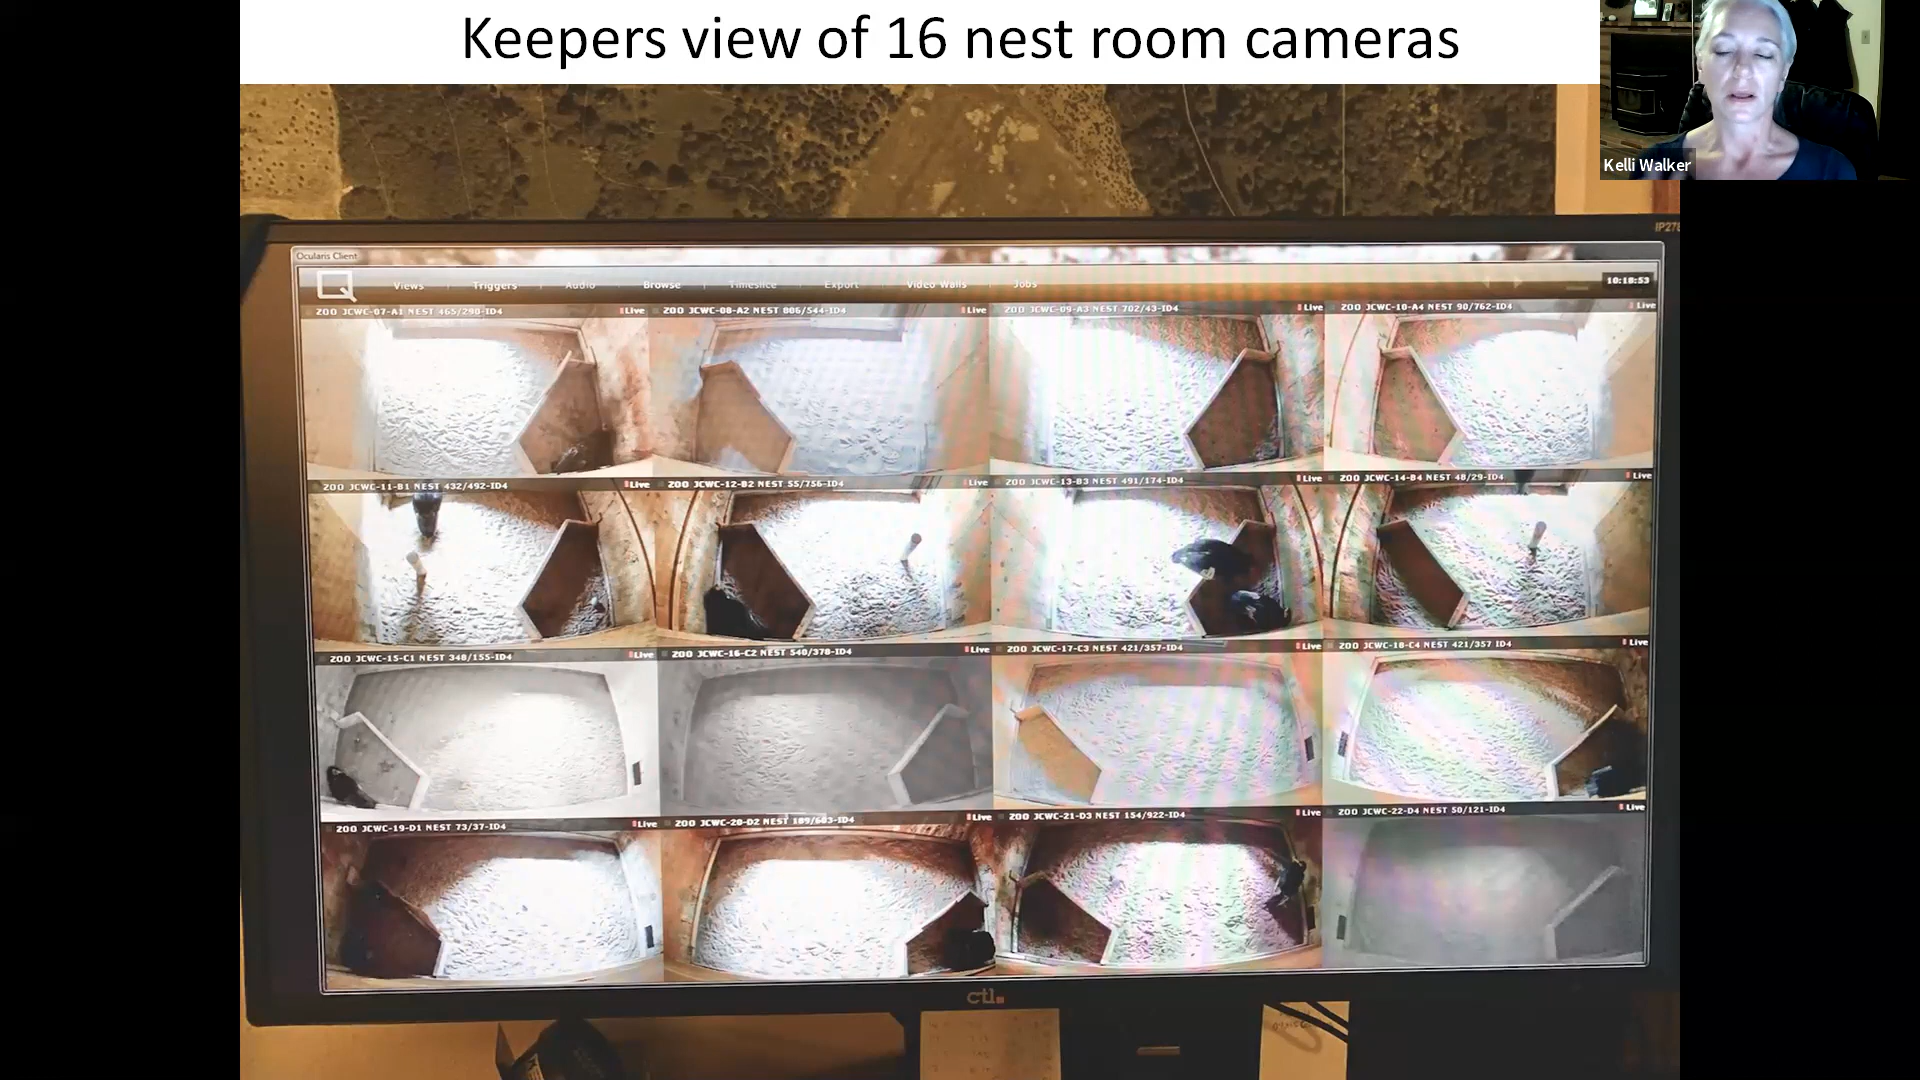 Keepers view of 16 nest room cameras
Kelli Walker
Ocularis Client
Views Triggers Audio Browse Timeslice Export Video Walls Jobs
10:18:53
ZOO JCWC-07-A1 NEST 465/290-ID4 Live
ZOO JCWC-08-A2 NEST 806/544-ID4 Live
ZOO JCWC-09-A3 NEST 702/43-ID4 Live
ZOO JCWC-10-A4 NEST 90/762-ID4 Live
ZOO JCWC-11-B1 NEST 432/492-ID4 Live
ZOO JCWC-12-B2 NEST 55/756-ID4 Live
ZOO JCWC-13-B3 NEST 491/174-ID4 Live
ZOO JCWC-14-B4 NEST 48/29-ID4 Live
ZOO JCWC-15-C1 NEST 348/155-ID4 Live
ZOO JCWC-16-C2 NEST 540/378-ID4 Live
ZOO JCWC-17-C3 NEST 421/357-ID4 Live
ZOO JCWC-18-C4 NEST 421/357 ID4 Live
ZOO JCWC-19-D1 NEST 73/37-ID4 Live
ZOO JCWC-20-D2 NEST 189/603-ID4 Live
ZOO JCWC-21-D3 NEST 154/922-ID4 Live
ZOO JCWC-22-D4 NEST 50/121-ID4 Live
ctl